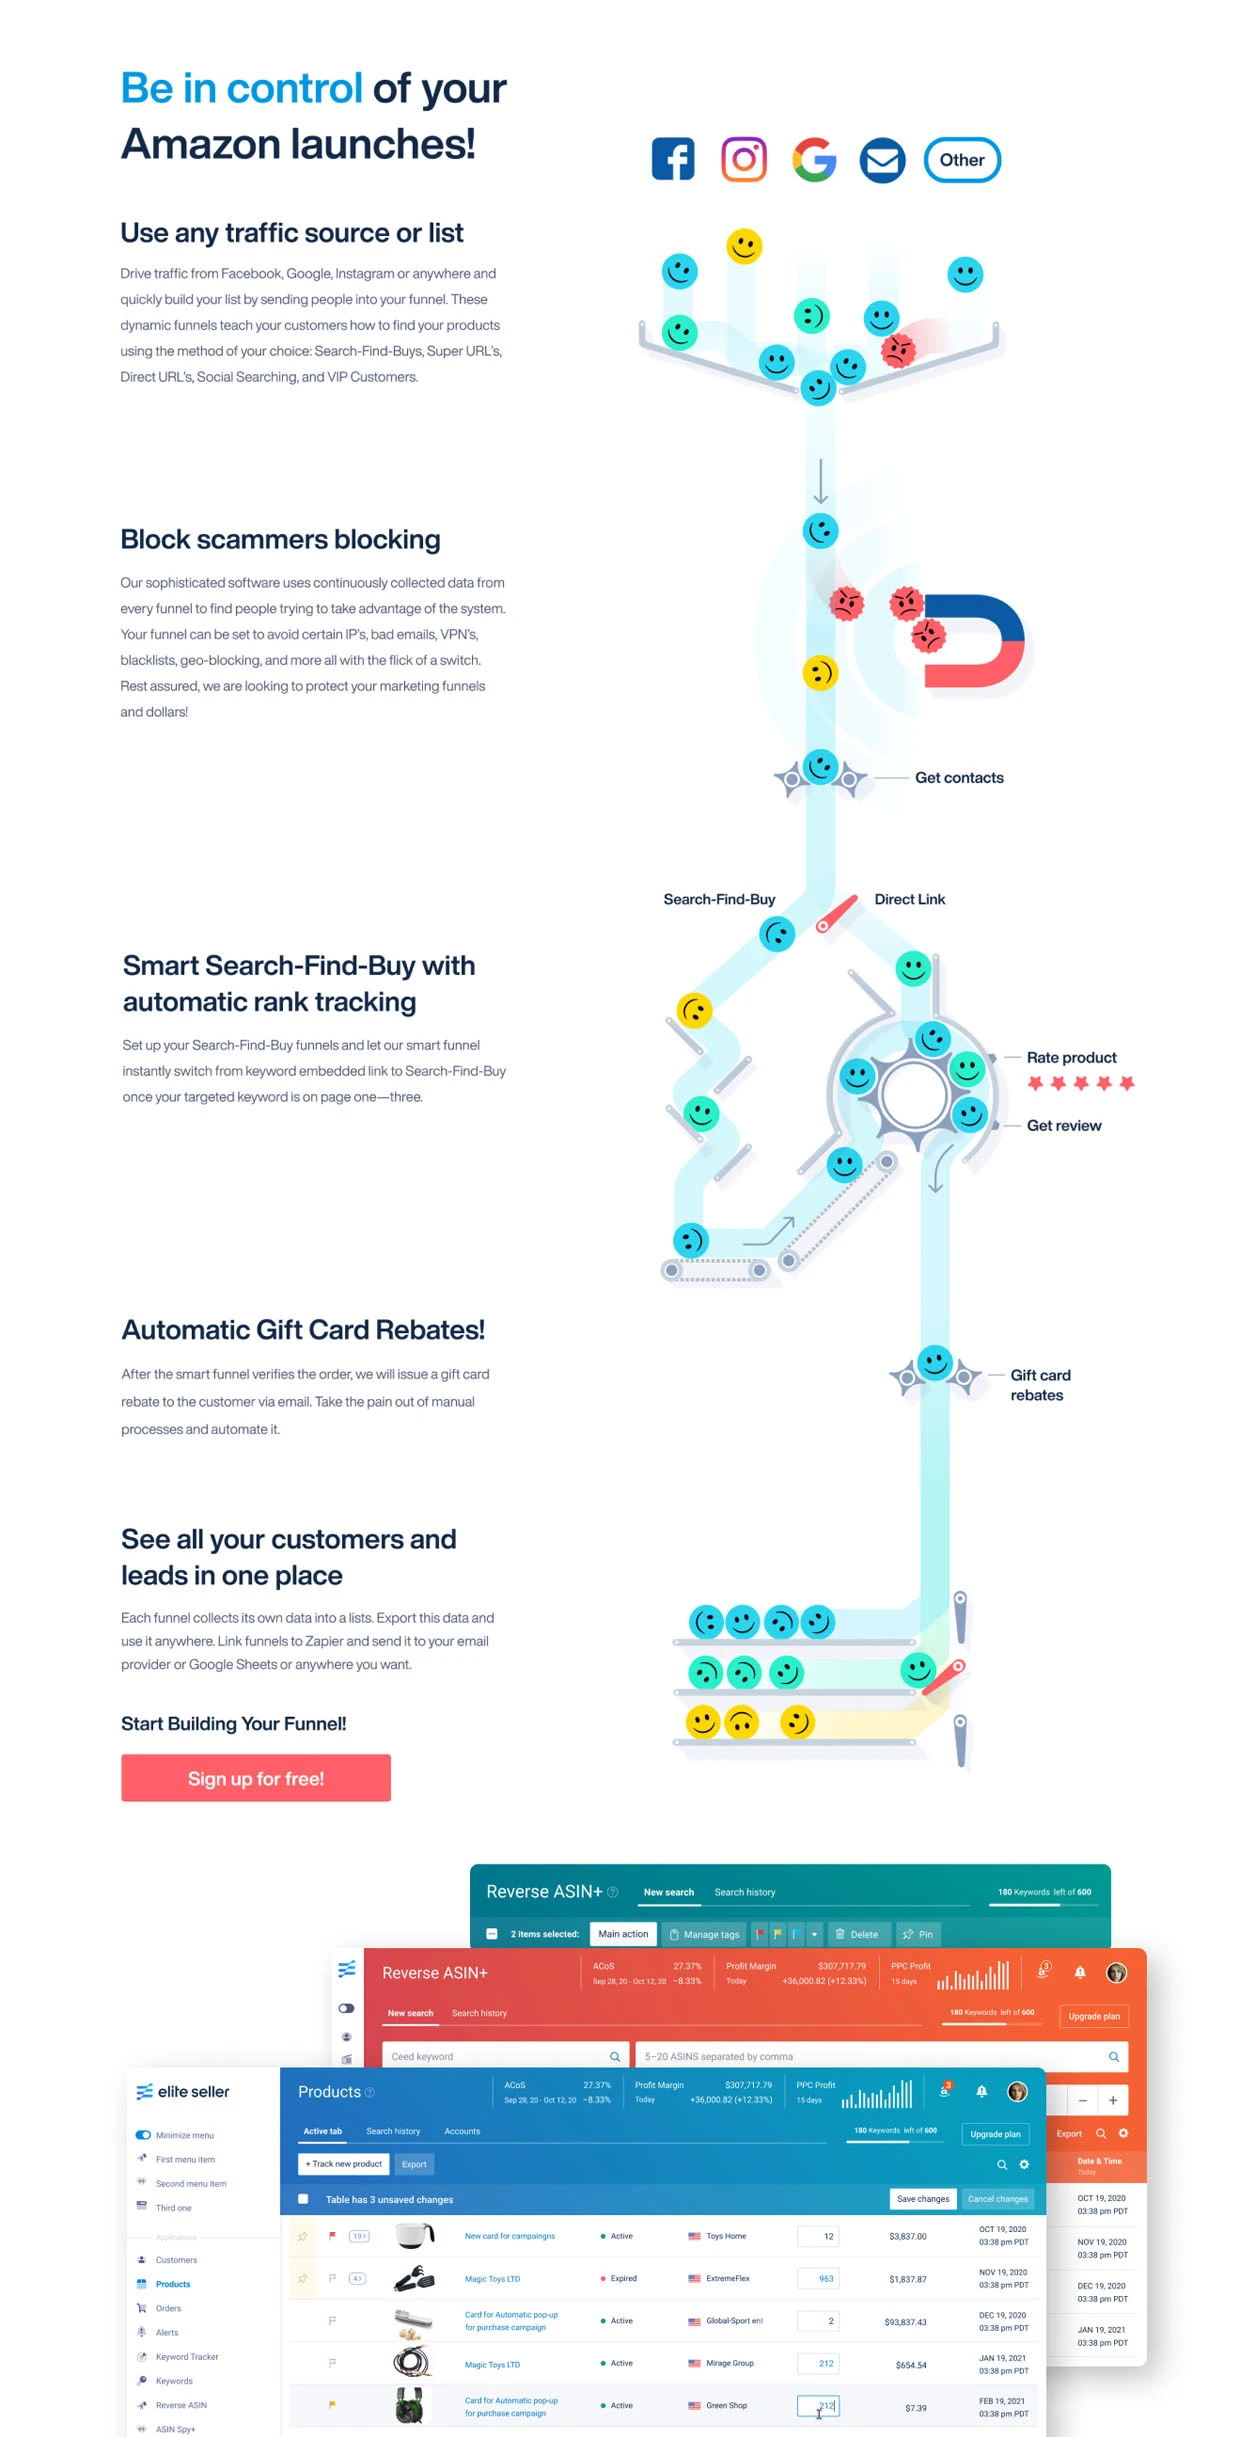 Be in control of your
Amazon launches!
Other
Use any traffic source or list
Drive traffic from Facebook, Google, Instagram or anywhere and
quickly build your list by sending people into your funnel. These
dynamic funnels teach your customers how to find your products
using the method of your choice: Search-Find-Buys, Super URL's,
Direct URL's, Social Searching, and VIP Customers.
Block scammers blocking
Our sophisticated software uses continuously collected data from
every funnel to find people trying to take advantage of the system.
Your funnel can be set to avoid certain IP's, bad emails, VPN's,
blacklists, geo-blocking, and more all with the flick of a switch.
Rest assured, we are looking to protect your marketing funnels
and dollars!
Get contacts
Search-Find-Buy
Direct Link
Smart Search-Find-Buy with
automatic rank tracking
Set up your Search-Find-Buy funnels and let our smart funnel
instantly switch from keyword embedded link to Search-Find-Buy
once your targeted keyword is on page one—three.
Rate product
Get review
Automatic Gift Card Rebates!
After the smart funnel verifies the order, we will issue a gift card
rebate to the customer via email. Take the pain out of manual
processes and automate it.
Gift card
rebates
See all your customers and
leads in one place
Each funnel collects its own data into a lists. Export this data and
use it anywhere. Link funnels to Zapier and send it to your email
provider or Google Sheets or anywhere you want.
Start Building Your Funnel!
Sign up for free!
Reverse ASIN+ New search Search history 180 Keywords left of 600
2 items selected: Main action Manage tags Delete Pin
Reverse ASIN+
ACoS 27.37% Profit Margin $307,717.79 PPC Profit 3
Sep 28, 20 - Oct 12, 20 −8.33% Today +36,000.82 (+12.33%) 15 days
New search Search history 180 Keywords left of 600 Upgrade plan
Ceed keyword 5–20 ASINS separated by comma
− +
Export
Date & Time
Today
OCT 19, 2020
03:38 pm PDT
NOV 19, 2020
03:38 pm PDT
DEC 19, 2020
03:38 pm PDT
JAN 19, 2021
03:38 pm PDT
elite seller
Minimize menu
First menu item
Second menu item
Third one
Applications
Customers
Products
Orders
Alerts
Keyword Tracker
Keywords
Reverse ASIN
ASIN Spy+
Products
ACoS 27.37% Profit Margin $307,717.79 PPC Profit 3
Sep 28, 20 - Oct 12, 20 −8.33% Today +36,000.82 (+12.33%) 15 days
Active tab Search history Accounts 180 Keywords left of 600 Upgrade plan
+ Track new product Export
Table has 3 unsaved changes Save changes Cancel changes
19 New card for campaingns Active Toys Home 12 $3,837.00 OCT 19, 2020
03:38 pm PDT
4 Magic Toys LTD Expired ExtremeFlex 963 $1,837.87 NOV 19, 2020
03:38 pm PDT
Card for Automatic pop-up Active Global-Sport ent 2 $93,837.43 DEC 19, 2020
for purchase campaign 03:38 pm PDT
Magic Toys LTD Active Mirage Group 212 $654.54 JAN 19, 2021
03:38 pm PDT
Card for Automatic pop-up Active Green Shop 212 $7.39 FEB 19, 2021
for purchase campaign 03:38 pm PDT